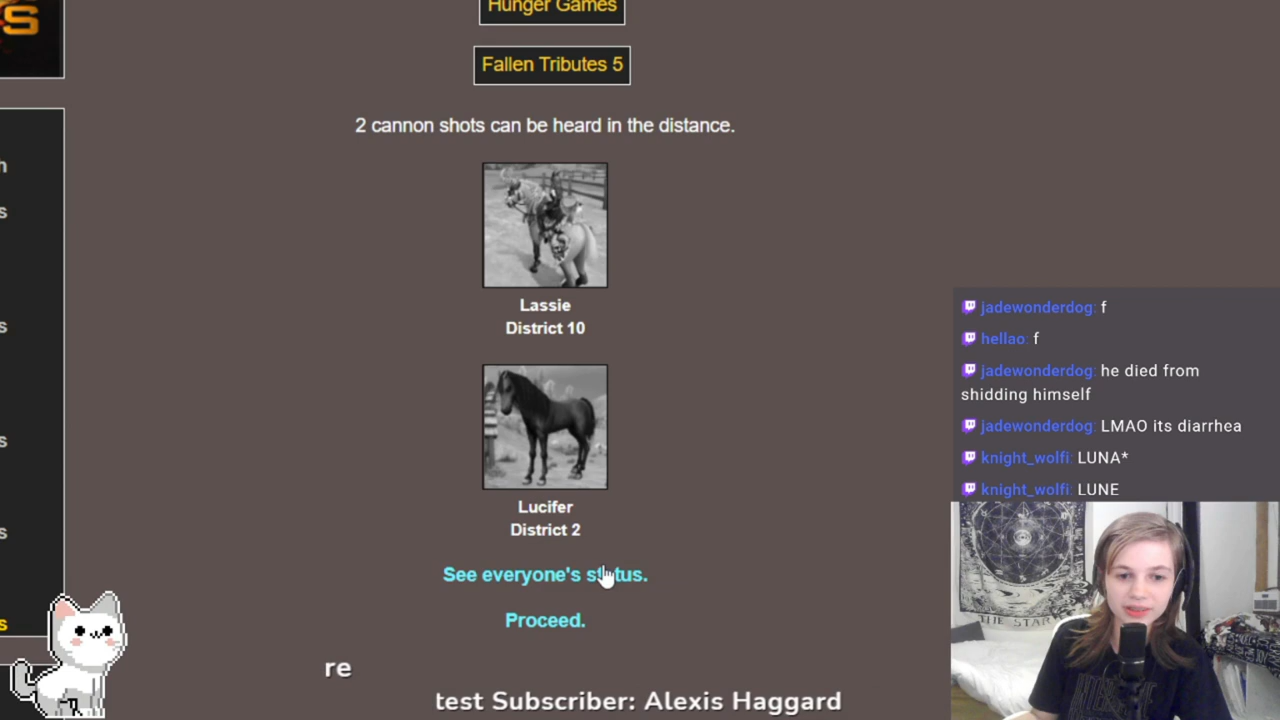 S
Hunger Games
Fallen Tributes 5
2 cannon shots can be heard in the distance.
h
s
Lassie
District 10
s
s
Lucifer
District 2
s
See everyone's status.
Proceed.
s
re
test Subscriber: Alexis Haggard
jadewonderdog: f
hellao: f
jadewonderdog: he died from
shidding himself
jadewonderdog: LMAO its diarrhea
knight_wolfi: LUNA*
knight_wolfi: LUNE
THE STAR